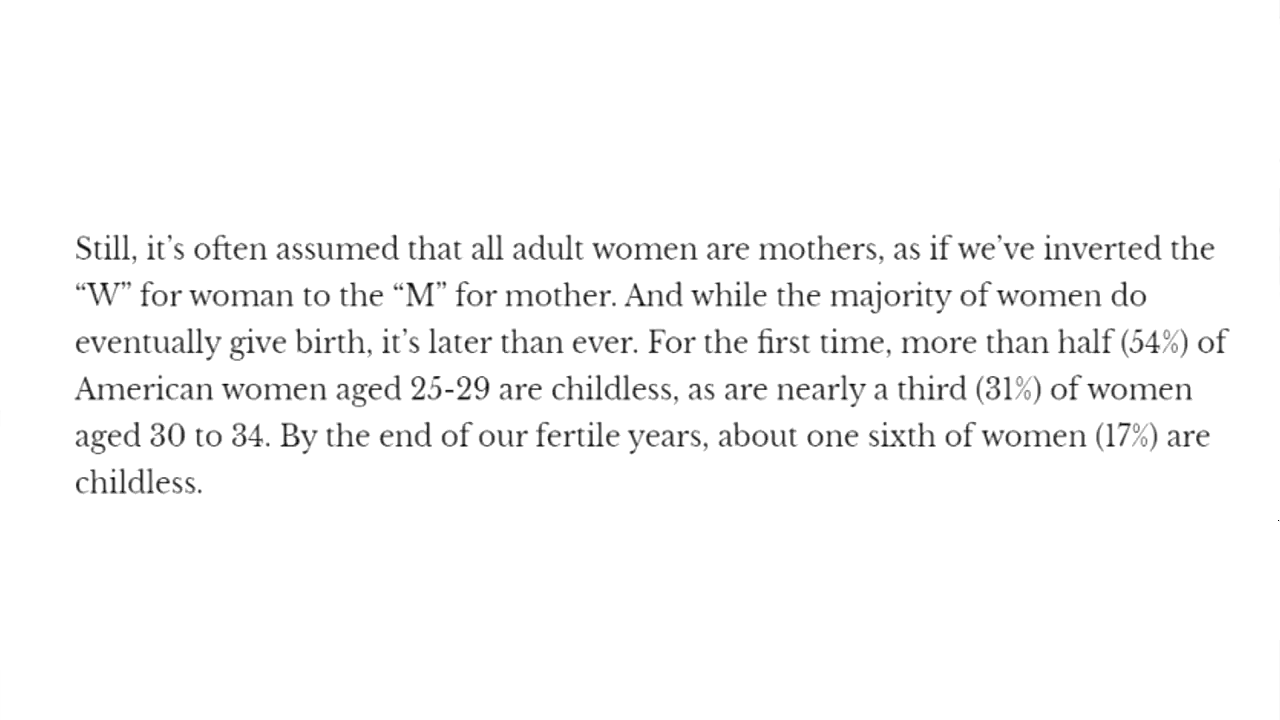 Still, it’s often assumed that all adult women are mothers, as if we’ve inverted the
“W” for woman to the “M” for mother. And while the majority of women do
eventually give birth, it’s later than ever. For the first time, more than half (54%) of
American women aged 25-29 are childless, as are nearly a third (31%) of women
aged 30 to 34. By the end of our fertile years, about one sixth of women (17%) are
childless.